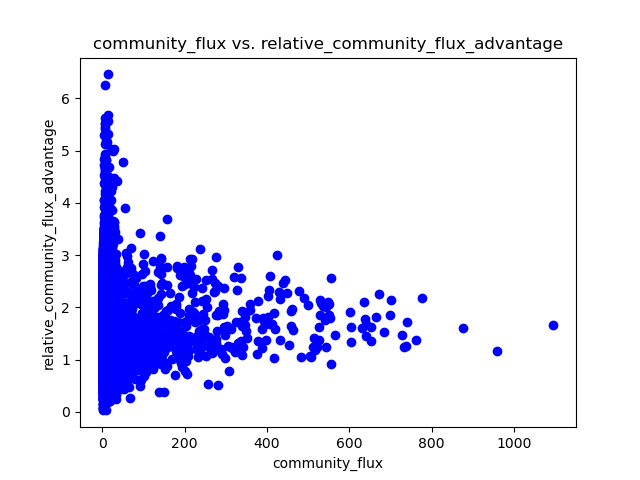 community_flux vs. relative_community_flux_advantage
relative_community_flux_advantage
6
5
4
3
2
1
0
0 200 400 600 800 1000
community_flux